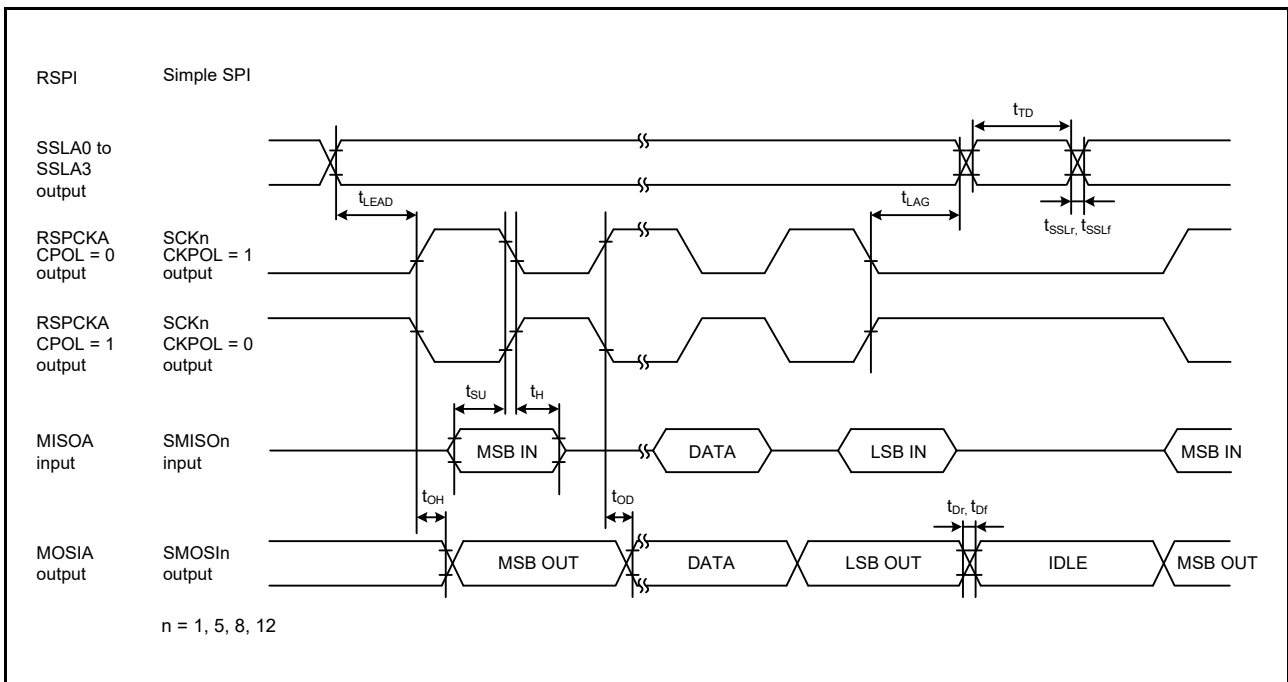 RSPI
Simple SPI
tTD
SSLA0 to
SSLA3
output
tLEAD
tLAG
tSSLr, tSSLf
RSPCKA
CPOL = 0
output
SCKn
CKPOL = 1
output
RSPCKA
CPOL = 1
output
SCKn
CKPOL = 0
output
tSU
tH
MISOA
input
SMISOn
input
MSB IN
DATA
LSB IN
MSB IN
tOH
tOD
tDr, tDf
MOSIA
output
SMOSIn
output
MSB OUT
DATA
LSB OUT
IDLE
MSB OUT
n = 1, 5, 8, 12